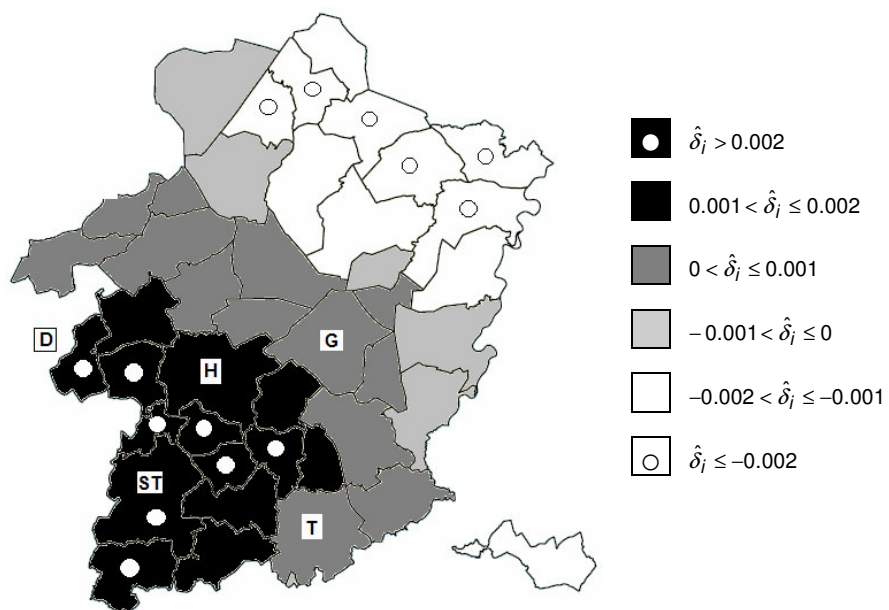 D
H
G
ST
T
δ̂ᵢ > 0.002
0.001 < δ̂ᵢ ≤ 0.002
0 < δ̂ᵢ ≤ 0.001
−0.001 < δ̂ᵢ ≤ 0
−0.002 < δ̂ᵢ ≤ −0.001
δ̂ᵢ ≤ −0.002